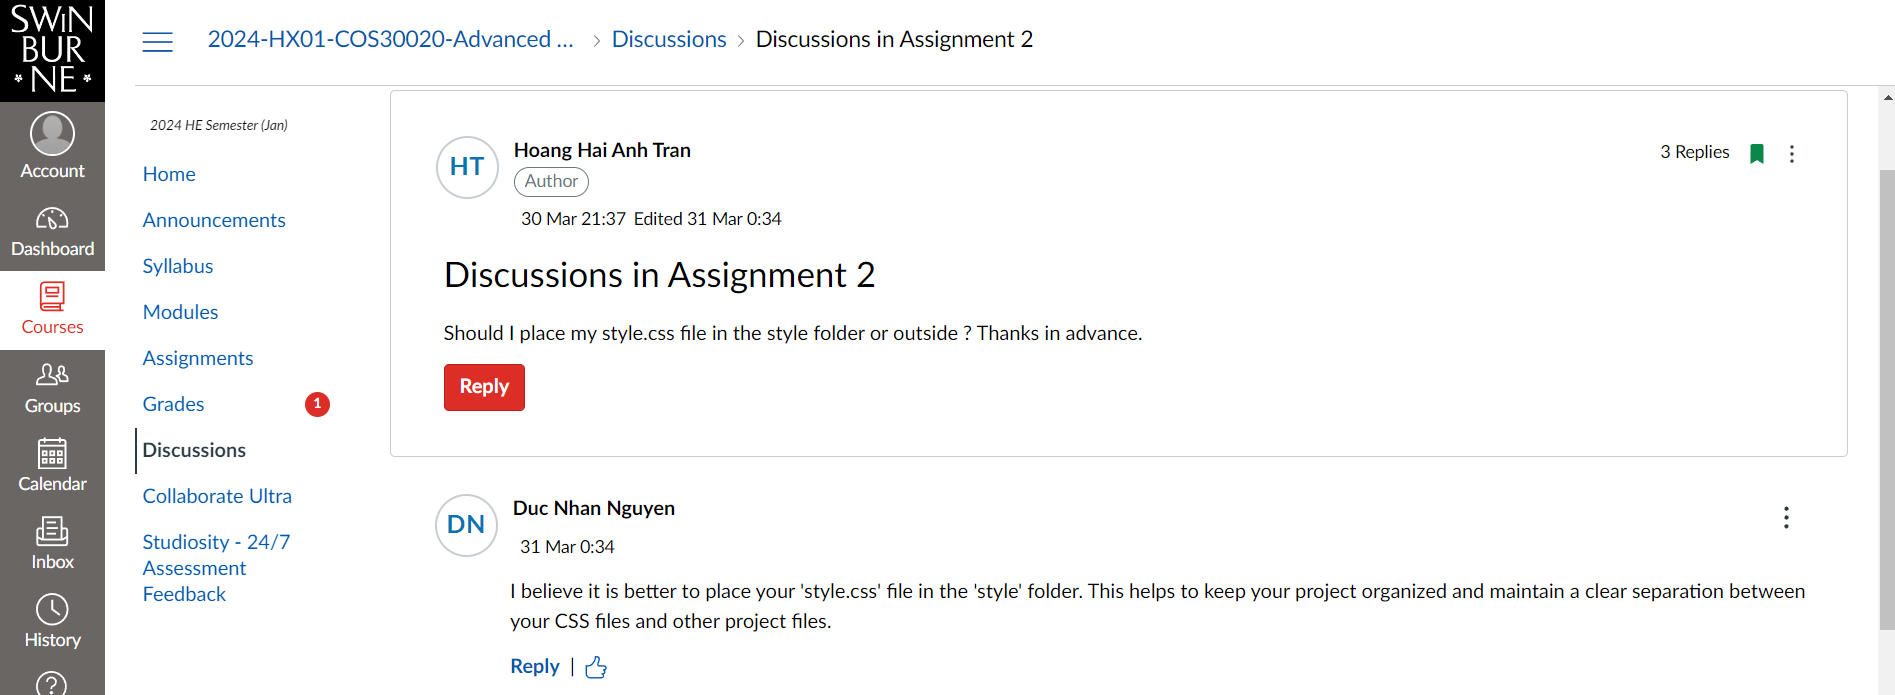 SWiN
BUR
NE
2024-HX01-COS30020-Advanced ... > Discussions > Discussions in Assignment 2
Account
Dashboard
Courses
Groups
Calendar
Inbox
History
2024 HE Semester (Jan)
Home
Announcements
Syllabus
Modules
Assignments
Grades 1
Discussions
Collaborate Ultra
Studiosity - 24/7
Assessment
Feedback
HT
Hoang Hai Anh Tran
Author
30 Mar 21:37 Edited 31 Mar 0:34
3 Replies
Discussions in Assignment 2
Should I place my style.css file in the style folder or outside ? Thanks in advance.
Reply
DN
Duc Nhan Nguyen
31 Mar 0:34
I believe it is better to place your 'style.css' file in the 'style' folder. This helps to keep your project organized and maintain a clear separation between
your CSS files and other project files.
Reply |